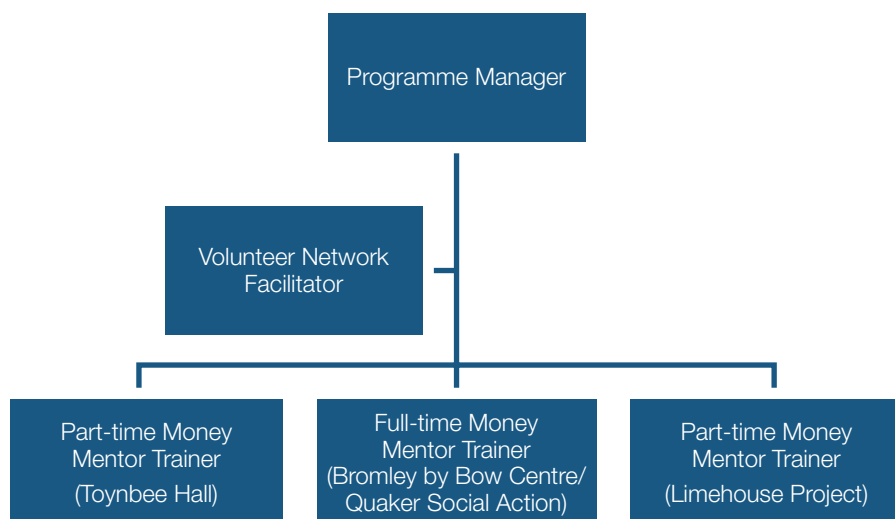 Programme Manager
Volunteer Network
Facilitator
Part-time Money
Mentor Trainer
(Toynbee Hall)
Full-time Money
Mentor Trainer
(Bromley by Bow Centre/
Quaker Social Action)
Part-time Money
Mentor Trainer
(Limehouse Project)